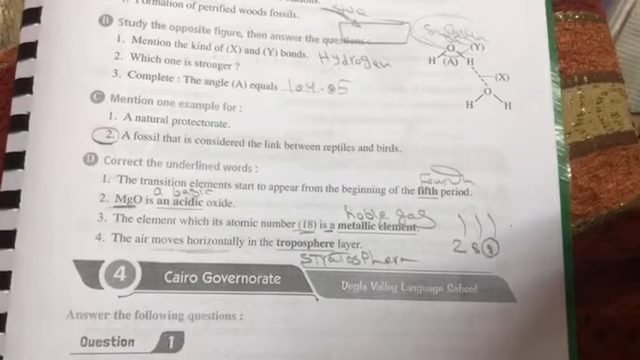 Formation of petrified woods fossils.
B Study the opposite figure, then answer the questions :
1. Mention the kind of (X) and (Y) bonds. Hydrogen
2. Which one is stronger ?
3. Complete : The angle (A) equals 104-85
O (Y)
H (A) H
(X)
O
H H
C Mention one example for :
1. A natural protectorate.
2. A fossil that is considered the link between reptiles and birds.
D Correct the underlined words :
Fourth
1. The transition elements start to appear from the beginning of the fifth period.
a basic
2. MgO is an acidic oxide.
noble gas
3. The element which its atomic number (18) is a metallic element.
2 8 8
4. The air moves horizontally in the troposphere layer.
4 Cairo Governorate
Degla Valley Language School
Answer the following questions :
Question 1